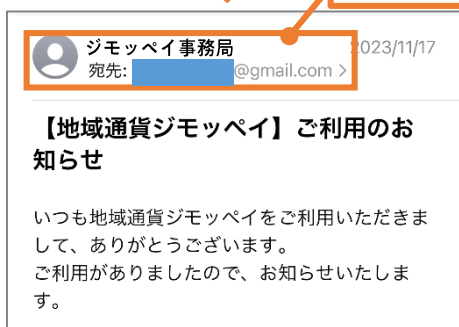 ジモッペイ事務局
2023/11/17
宛先:
@gmail.com >
【地域通貨ジモッペイ】ご利用のお
知らせ
いつも地域通貨ジモッペイをご利用いただきま
して、ありがとうございます。
ご利用がありましたので、お知らせいたしま
す。